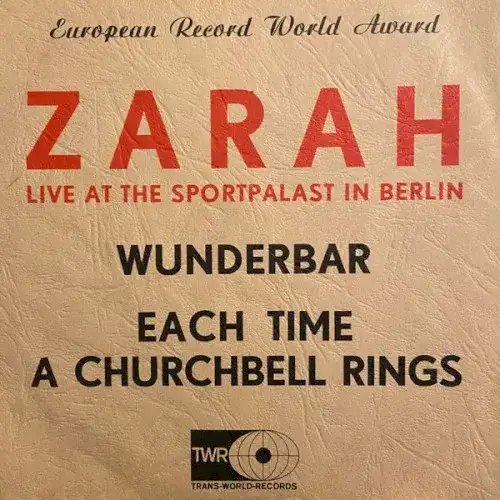 European Record World Award
ZARAH
LIVE AT THE SPORTPALAST IN BERLIN
WUNDERBAR
EACH TIME
A CHURCHBELL RINGS
TWR
TRANS-WORLD-RECORDS